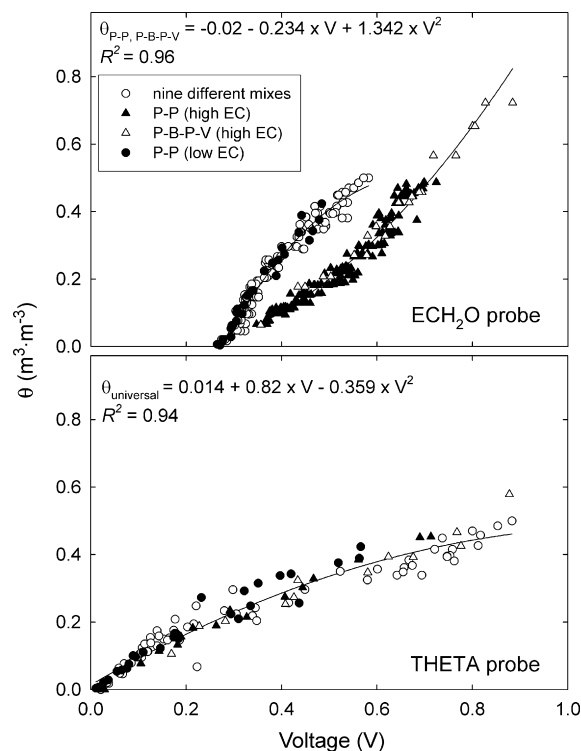 θP-P, P-B-P-V = -0.02 - 0.234 x V + 1.342 x V²
R² = 0.96
nine different mixes
P-P (high EC)
P-B-P-V (high EC)
P-P (low EC)
0.8
0.6
0.4
0.2
0.0
ECH₂O probe
θ (m³·m⁻³)
θuniversal = 0.014 + 0.82 x V - 0.359 x V²
R² = 0.94
0.8
0.6
0.4
0.2
0.0
THETA probe
0.0 0.2 0.4 0.6 0.8 1.0
Voltage (V)